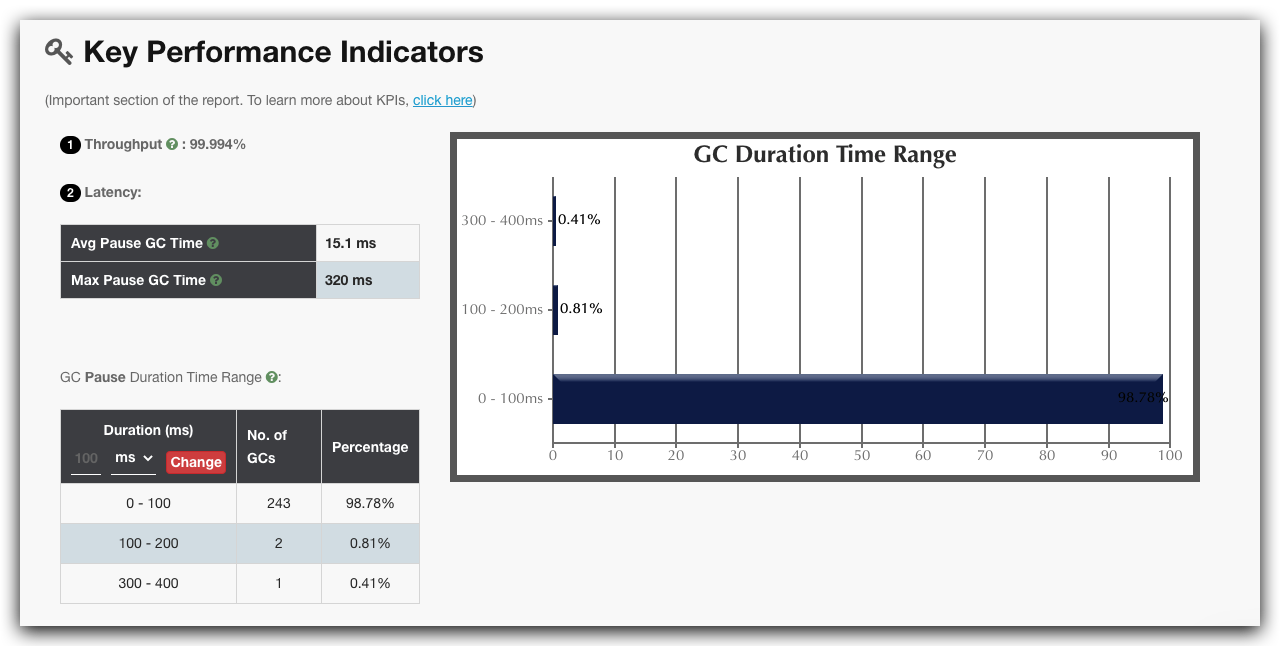 Key Performance Indicators
(Important section of the report. To learn more about KPIs, click here)
1 Throughput ? : 99.994%
2 Latency:
Avg Pause GC Time ? 15.1 ms
Max Pause GC Time ? 320 ms
GC Pause Duration Time Range ?:
Duration (ms)
100 ms Change
No. of
GCs
Percentage
0 - 100 243 98.78%
100 - 200 2 0.81%
300 - 400 1 0.41%
GC Duration Time Range
300 - 400ms 0.41%
100 - 200ms 0.81%
0 - 100ms 98.78%
0 10 20 30 40 50 60 70 80 90 100